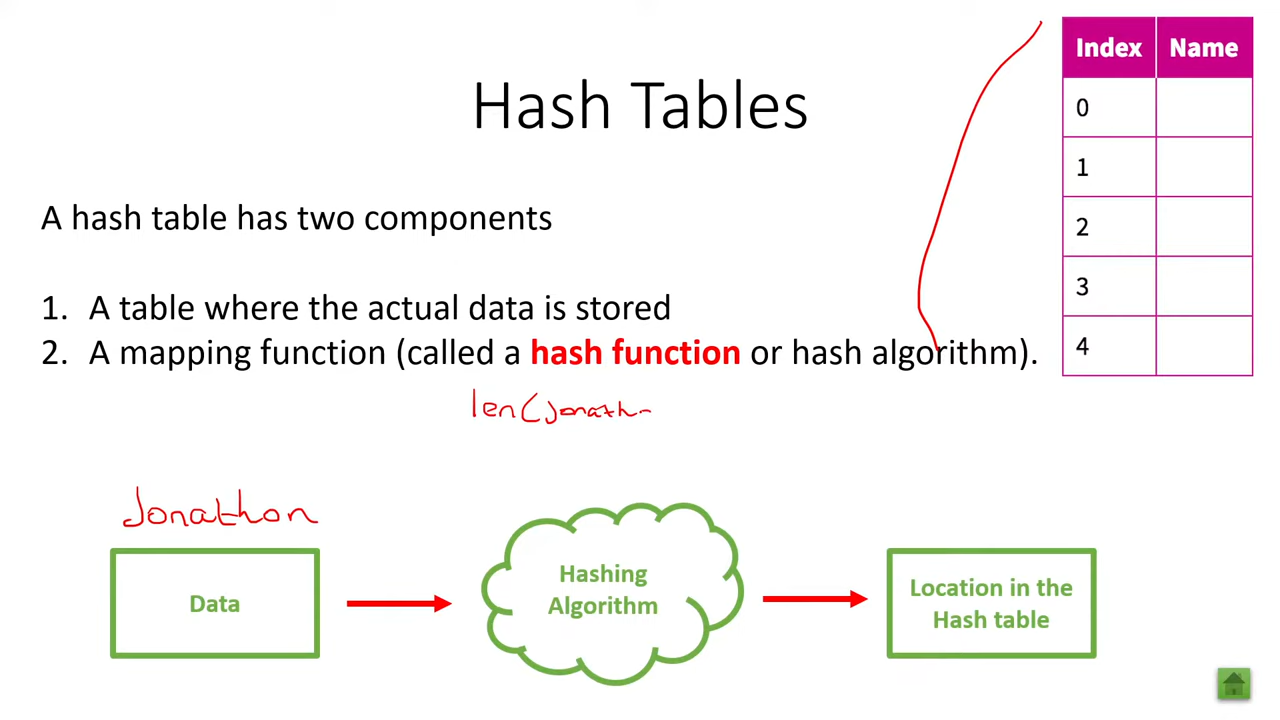 Hash Tables
A hash table has two components
1. A table where the actual data is stored
2. A mapping function (called a hash function or hash algorithm).
len(Jonath
Jonathon
Data
Hashing
Algorithm
Location in the
Hash table
Index Name
0
1
2
3
4